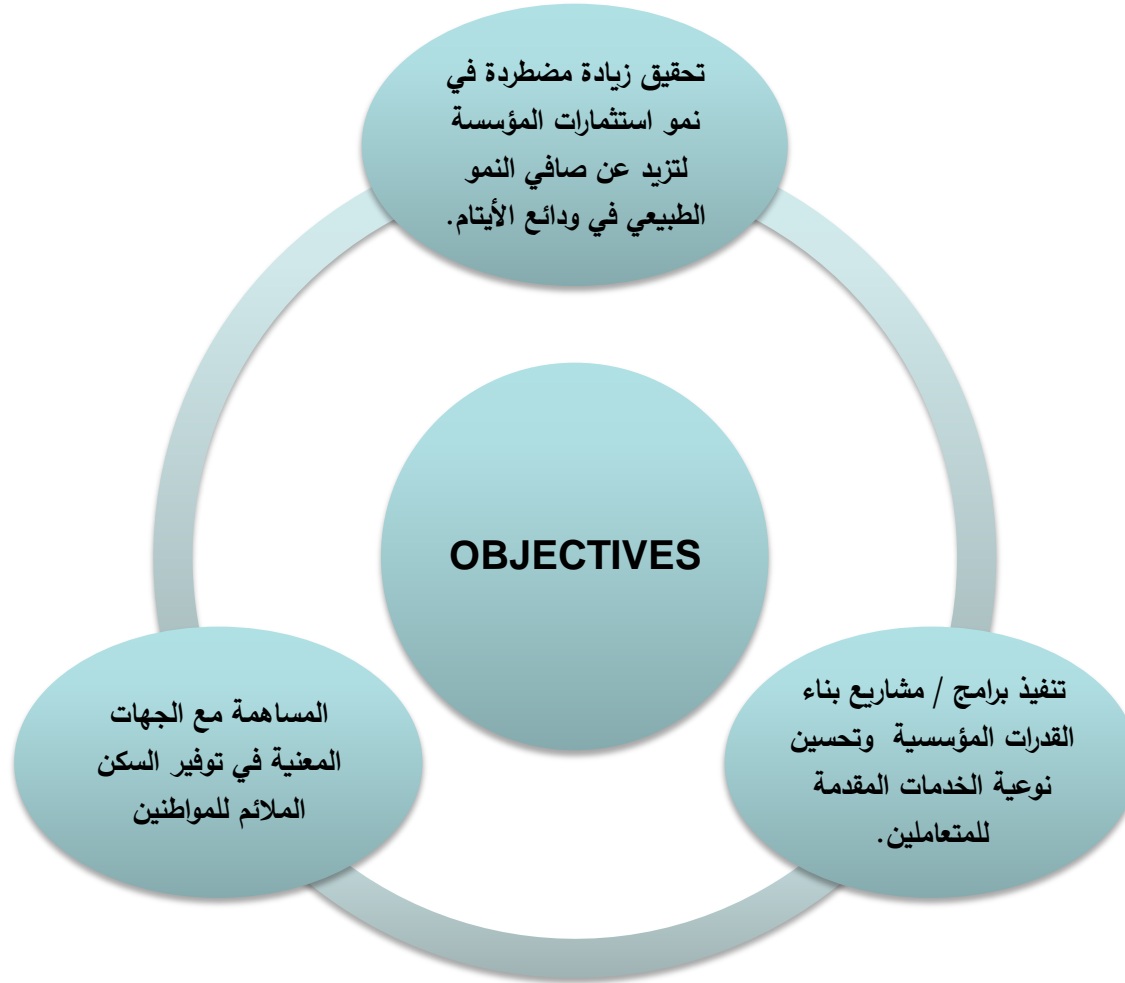 تحقيق زيادة مضطردة في
نمو استثمارات المؤسسة
لتزيد عن صافي النمو
الطبيعي في ودائع الأيتام.
OBJECTIVES
تنفيذ برامج / مشاريع بناء
القدرات المؤسسية وتحسين
نوعية الخدمات المقدمة
للمتعاملين.
المساهمة مع الجهات
المعنية في توفير السكن
الملائم للمواطنين